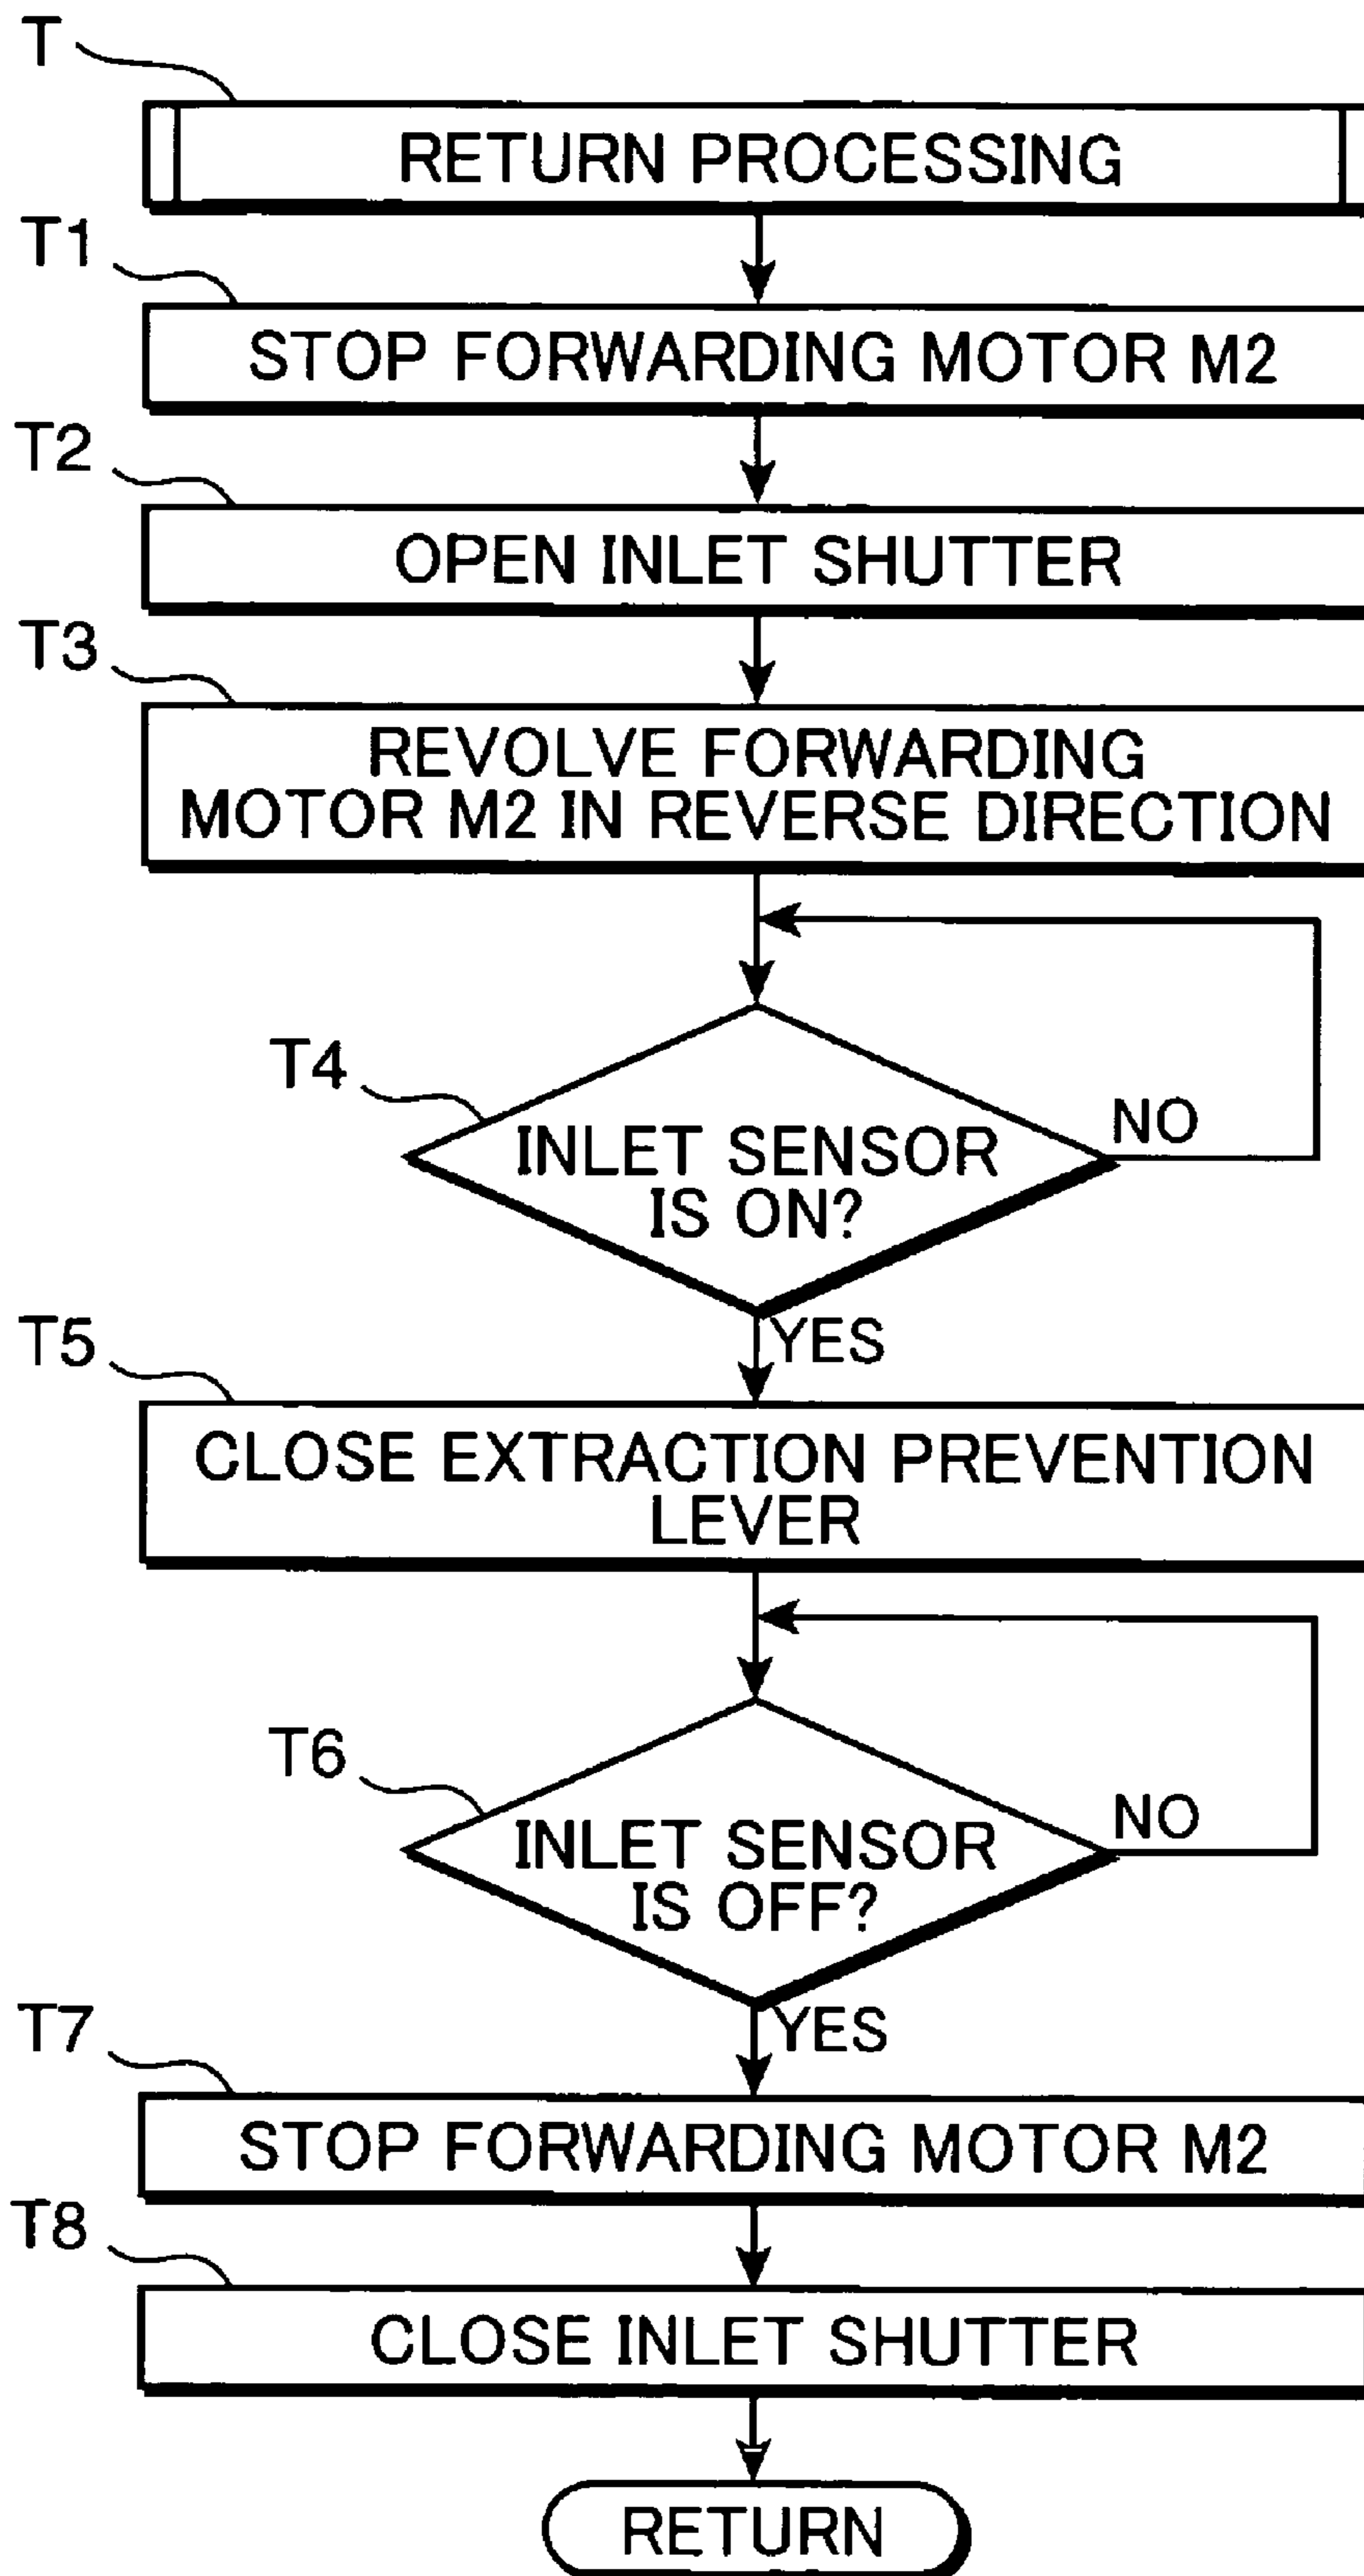 T
RETURN PROCESSING
T1
STOP FORWARDING MOTOR M2
T2
OPEN INLET SHUTTER
T3
REVOLVE FORWARDING
MOTOR M2 IN REVERSE DIRECTION
T4
INLET SENSOR
IS ON?
NO
YES
T5
CLOSE EXTRACTION PREVENTION
LEVER
T6
INLET SENSOR
IS OFF?
NO
YES
T7
STOP FORWARDING MOTOR M2
T8
CLOSE INLET SHUTTER
RETURN